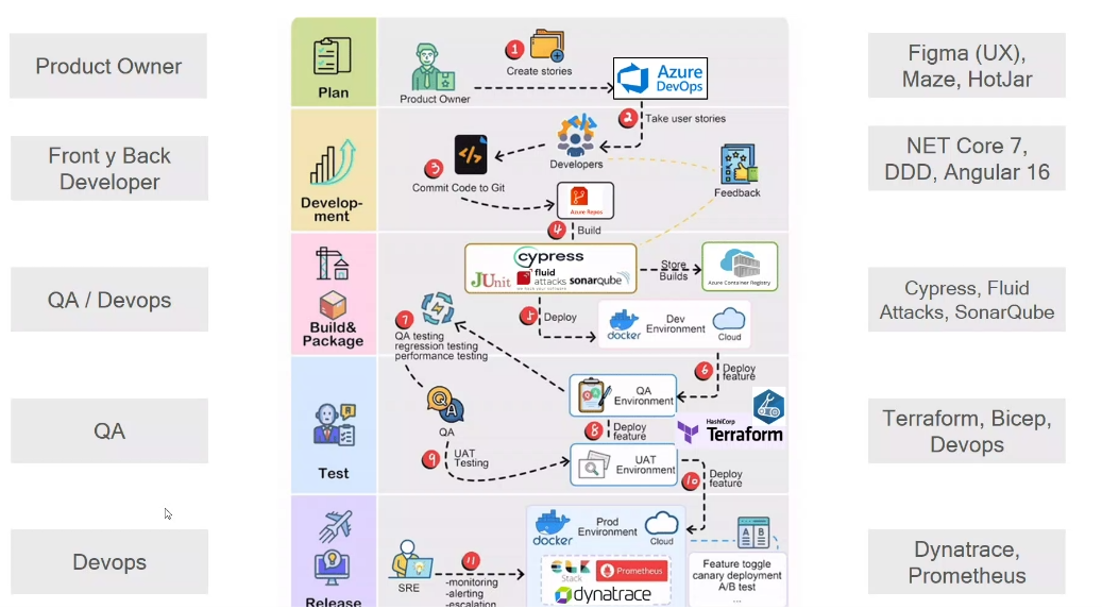 Product Owner
Front y Back
Developer
QA / Devops
QA
Devops
Plan
Product Owner
1
Create stories
Azure
DevOps
Develop-
ment
2
Take user stories
Developers
3
Commit Code to Git
Azure Repos
Feedback
4
Build
Build&
Package
cypress
JUnit
fluid
attacks
sonarqube
Store
Builds
Azure Container Registry
5
Deploy
docker
Dev
Environment
Cloud
7
QA testing
regression testing
performance testing
Test
6
Deploy
feature
QA
Environment
Q
A
QA
8
Deploy
feature
HashiCorp
Terraform
9
UAT
Testing
UAT
Environment
10
Deploy
feature
Release
SRE
11
-monitoring
-alerting
-escalation
docker
Prod
Environment
Cloud
ELK
Stack
Prometheus
dynatrace
A B
Feature toggle
canary deployment
A/B test
...
Figma (UX),
Maze, HotJar
NET Core 7,
DDD, Angular 16
Cypress, Fluid
Attacks, SonarQube
Terraform, Bicep,
Devops
Dynatrace,
Prometheus